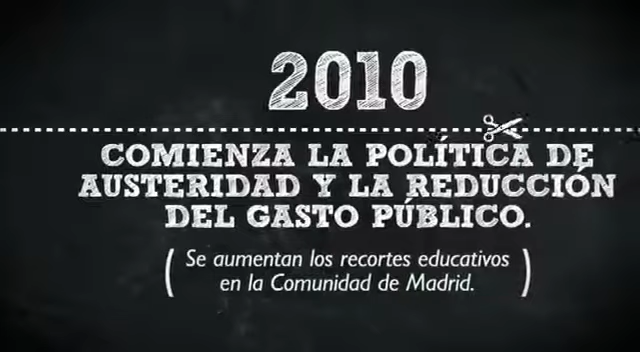 2010
COMIENZA LA POLÍTICA DE
AUSTERIDAD Y LA REDUCCIÓN
DEL GASTO PÚBLICO.
( Se aumentan los recortes educativos
en la Comunidad de Madrid. )